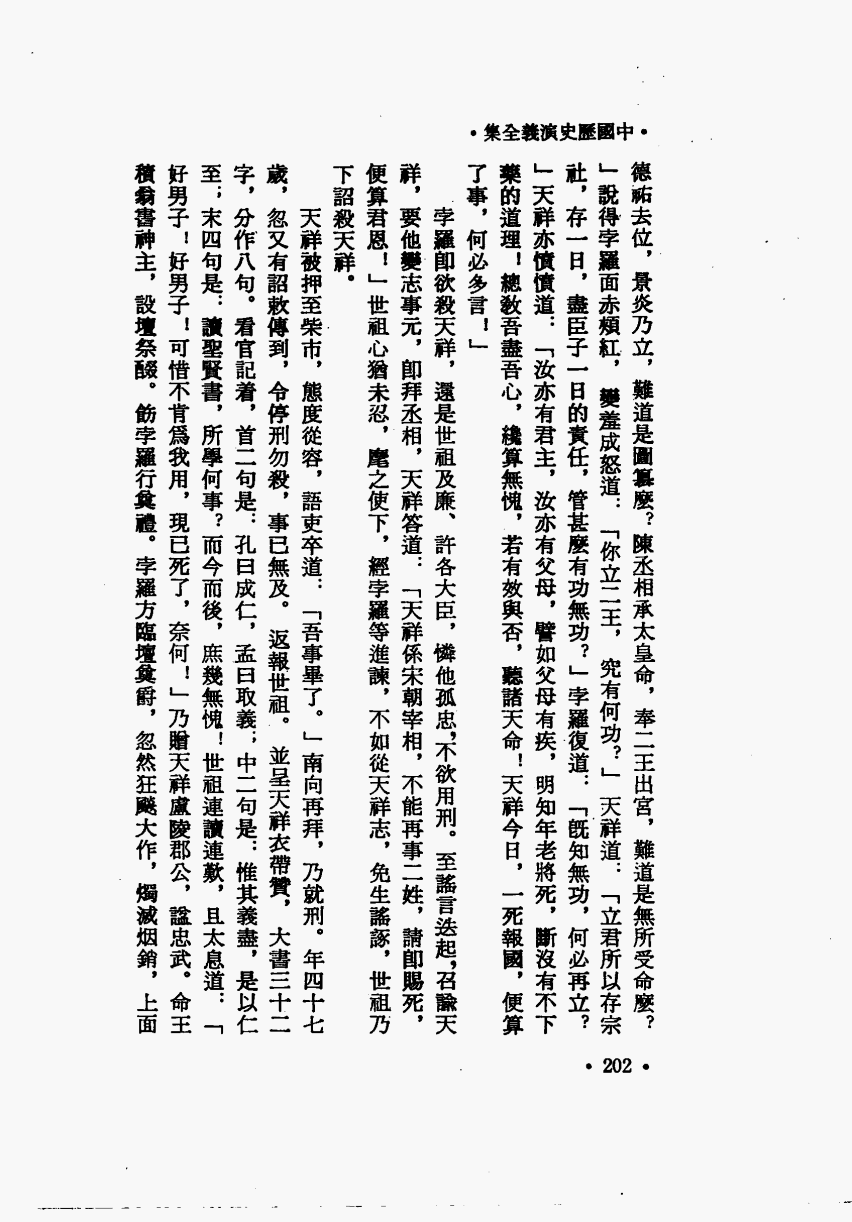 •中國歷史演義全集•
德祐去位，景炎乃立，難道是圖篡麼？陳丞相承太皇命，奉二王出宮，難道是無所受命麼？
」說得孛羅面赤頰紅，變羞成怒道：「你立二王，究有何功？」天祥道：「立君所以存宗
社，存一日，盡臣子一日的責任，管甚麼有功無功？」孛羅復道：「既知無功，何必再立？
」天祥亦憤憤道：「汝亦有君主，汝亦有父母，譬如父母有疾，明知年老將死，斷沒有不下
藥的道理！總教吾盡吾心，纔算無愧，若有效與否，聽諸天命！天祥今日，一死報國，便算
了事，何必多言！」
孛羅卽欲殺天祥，還是世祖及廉、許各大臣，憐他孤忠，不欲用刑。至謠言迭起，召諭天
祥，要他變志事元，卽拜丞相，天祥答道：「天祥係宋朝宰相，不能再事二姓，請卽賜死，
便算君恩！」世祖心猶未忍，麾之使下，經孛羅等進諫，不如從天祥志，免生謠諑，世祖乃
下詔殺天祥。
天祥被押至柴市，態度從容，語吏卒道：「吾事畢了。」南向再拜，乃就刑。年四十七
歲，忽又有詔敕傳到，令停刑勿殺，事已無及。返報世祖。並呈天祥衣帶贊，大書三十二
字，分作八句。看官記着，首二句是：孔曰成仁，孟曰取義；中二句是：惟其義盡，是以仁
至；末四句是：讀聖賢書，所學何事？而今而後，庶幾無愧！世祖連讀連歎，且太息道：「
好男子！好男子！可惜不肯爲我用，現已死了，奈何！」乃贈天祥盧陵郡公，諡忠武。命王
積翁書神主，設壇祭醊。飭孛羅行奠禮。孛羅方臨壇奠爵，忽然狂飇大作，燭滅烟銷，上面
•202•